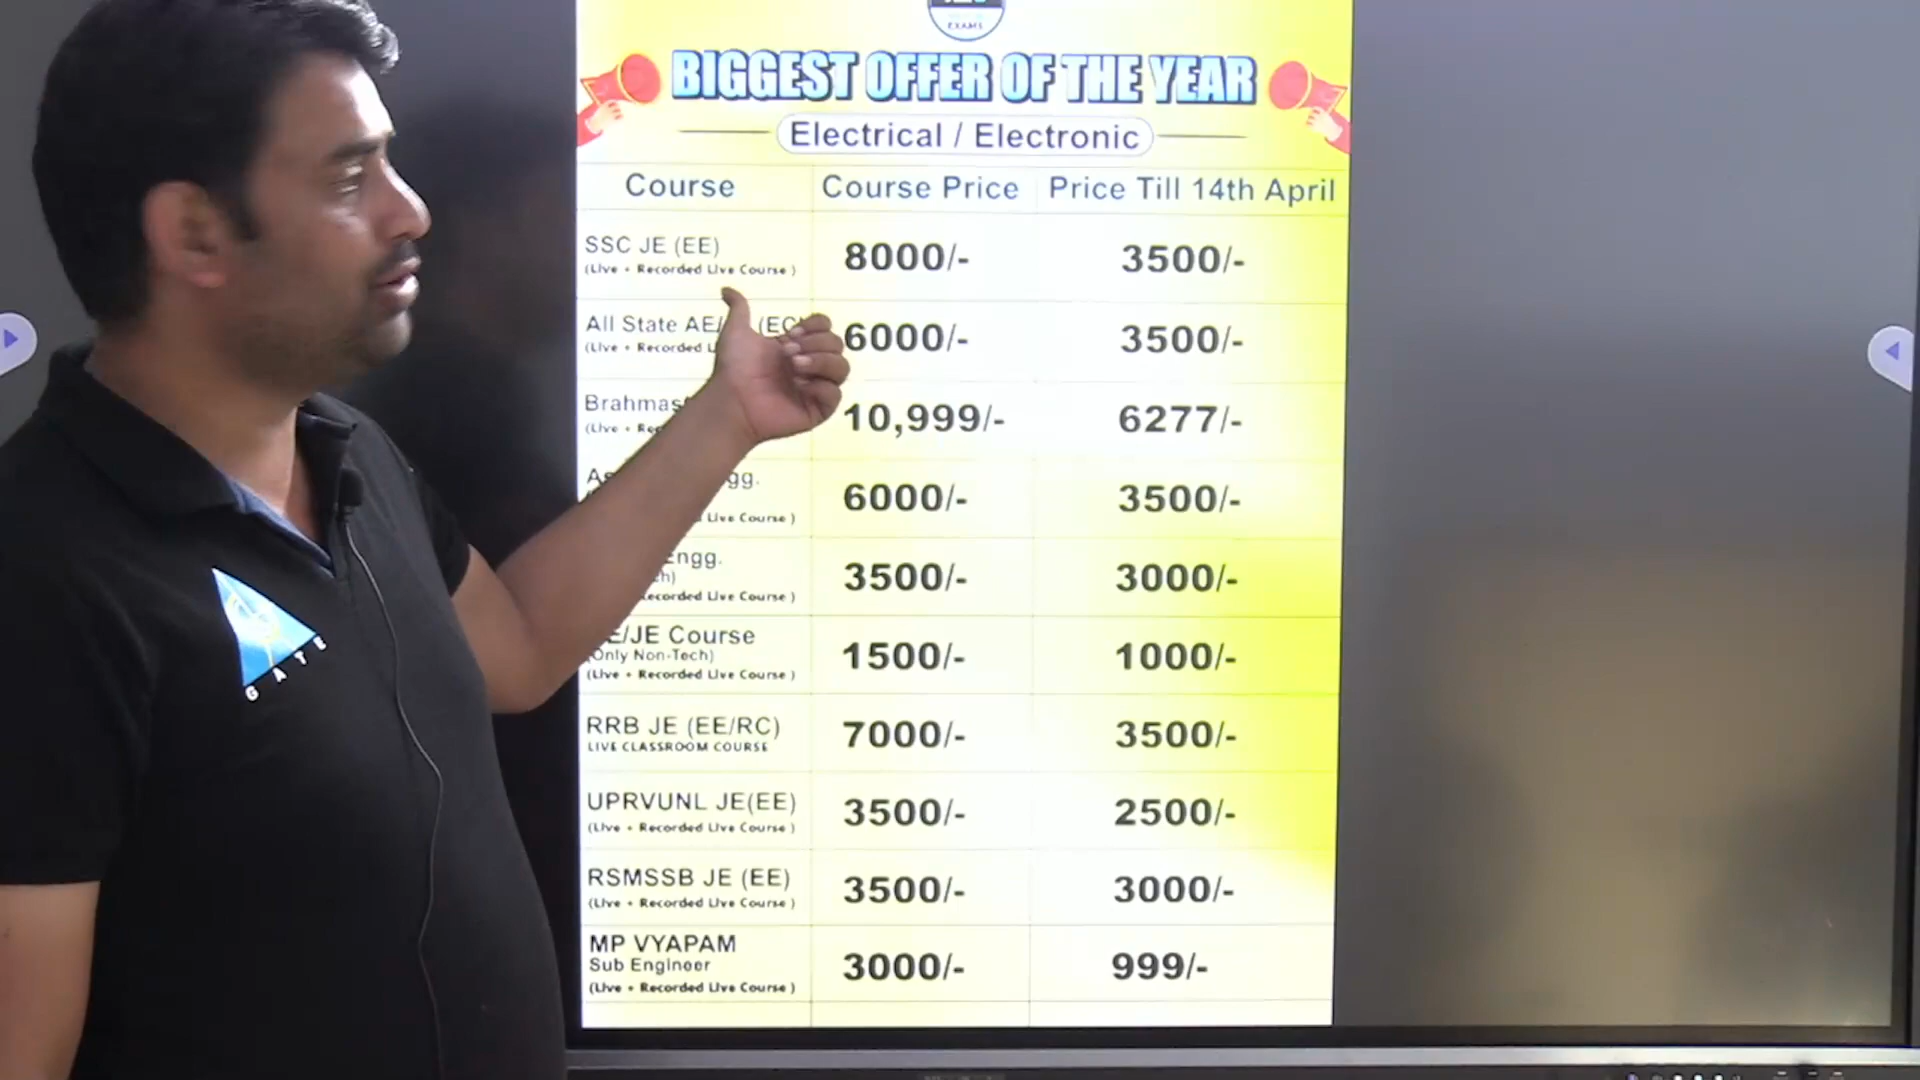 EXAMS
BIGGEST OFFER OF THE YEAR
Electrical / Electronic
Course Course Price Price Till 14th April
SSC JE (EE) 8000/- 3500/-
(Live + Recorded Live Course )
All State AE/ (EC) 6000/- 3500/-
(Live + Recorded
10,999/- 6277/-
(Live +
6000/- 3500/-
Live Course )
Engg. 3500/- 3000/-
Recorded Live Course )
/JE Course 1500/- 1000/-
(Only Non-Tech)
(Live + Recorded Live Course )
RRB JE (EE/RC) 7000/- 3500/-
LIVE CLASSROOM COURSE
UPRVUNL JE(EE) 3500/- 2500/-
(Live + Recorded Live Course )
RSMSSB JE (EE) 3500/- 3000/-
(Live + Recorded Live Course )
MP VYAPAM 3000/- 999/-
Sub Engineer
(Live + Recorded Live Course )
GATE